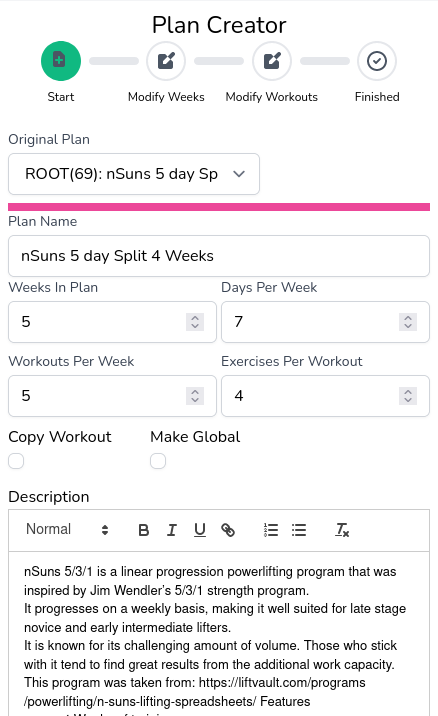 Plan Creator
Start
Modify Weeks
Modify Workouts
Finished
Original Plan
ROOT(69): nSuns 5 day Sp
Plan Name
nSuns 5 day Split 4 Weeks
Weeks In Plan
Days Per Week
5
7
Workouts Per Week
Exercises Per Workout
5
4
Copy Workout
Make Global
Description
Normal
B I U
nSuns 5/3/1 is a linear progression powerlifting program that was
inspired by Jim Wendler's 5/3/1 strength program.
It progresses on a weekly basis, making it well suited for late stage
novice and early intermediate lifters.
It is known for its challenging amount of volume. Those who stick
with it tend to find great results from the additional work capacity.
This program was taken from: https://liftvault.com/programs
/powerlifting/n-suns-lifting-spreadsheets/ Features